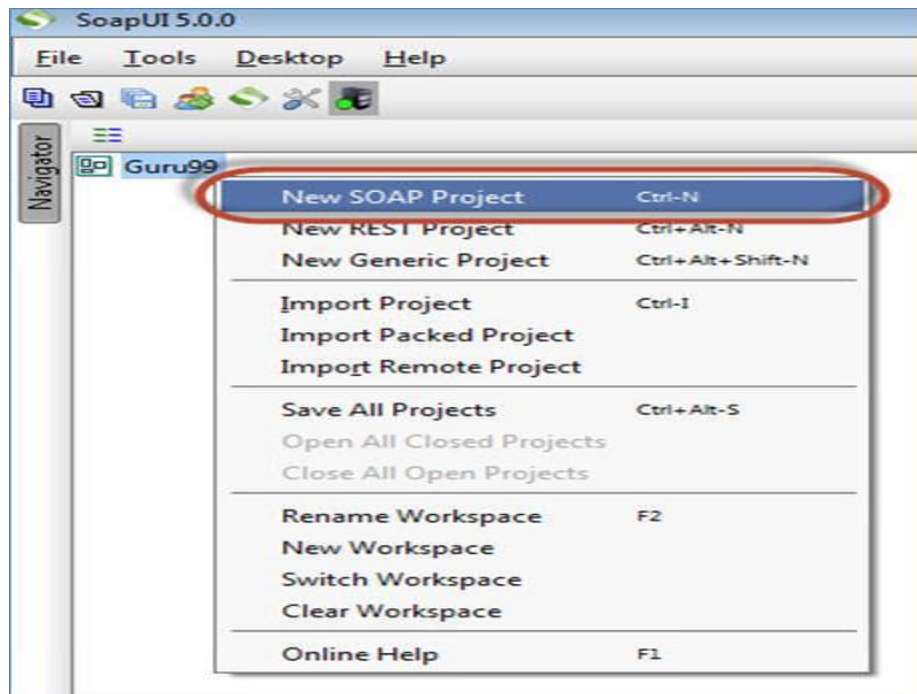 SoapUI 5.0.0
File Tools Desktop Help
Navigator
Guru99
New SOAP Project Ctrl-N
New REST Project Ctrl+Alt-N
New Generic Project Ctrl+Alt+Shift-N
Import Project Ctrl-I
Import Packed Project
Import Remote Project
Save All Projects Ctrl+Alt-S
Open All Closed Projects
Close All Open Projects
Rename Workspace F2
New Workspace
Switch Workspace
Clear Workspace
Online Help F1